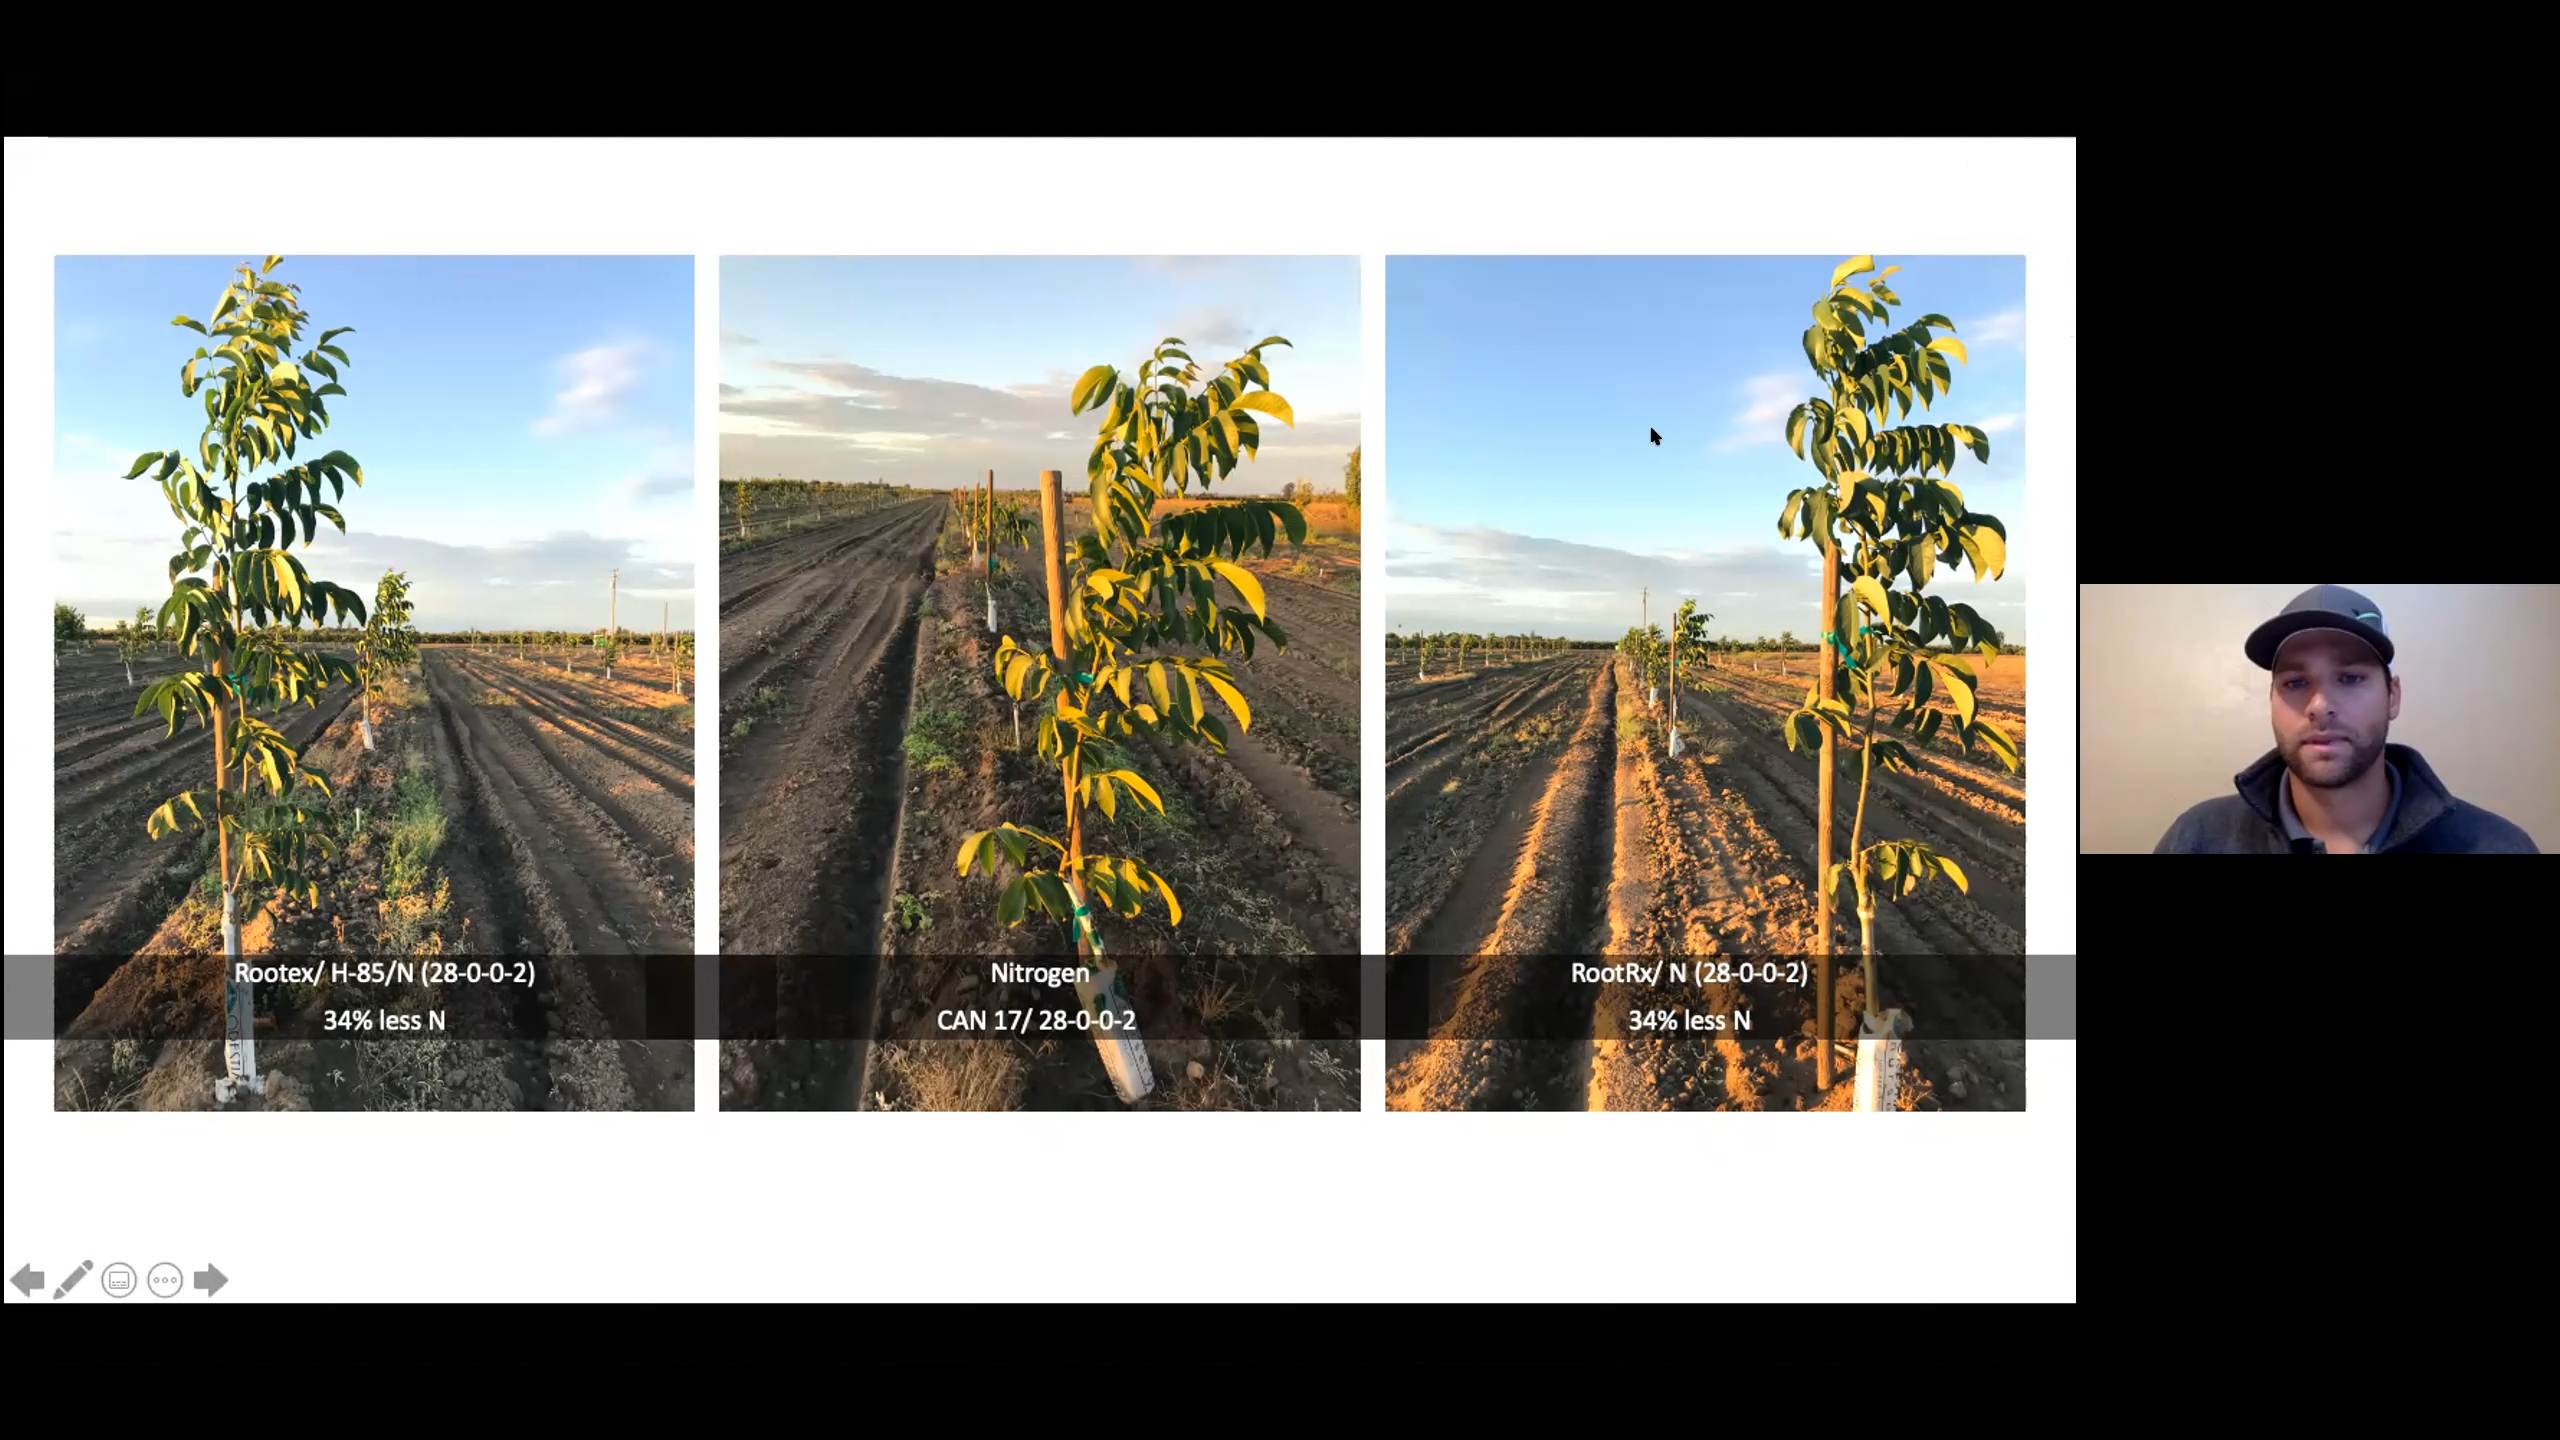 Rootex/ H-85/N (28-0-0-2)
34% less N
Nitrogen
CAN 17/ 28-0-0-2
RootRx/ N (28-0-0-2)
34% less N